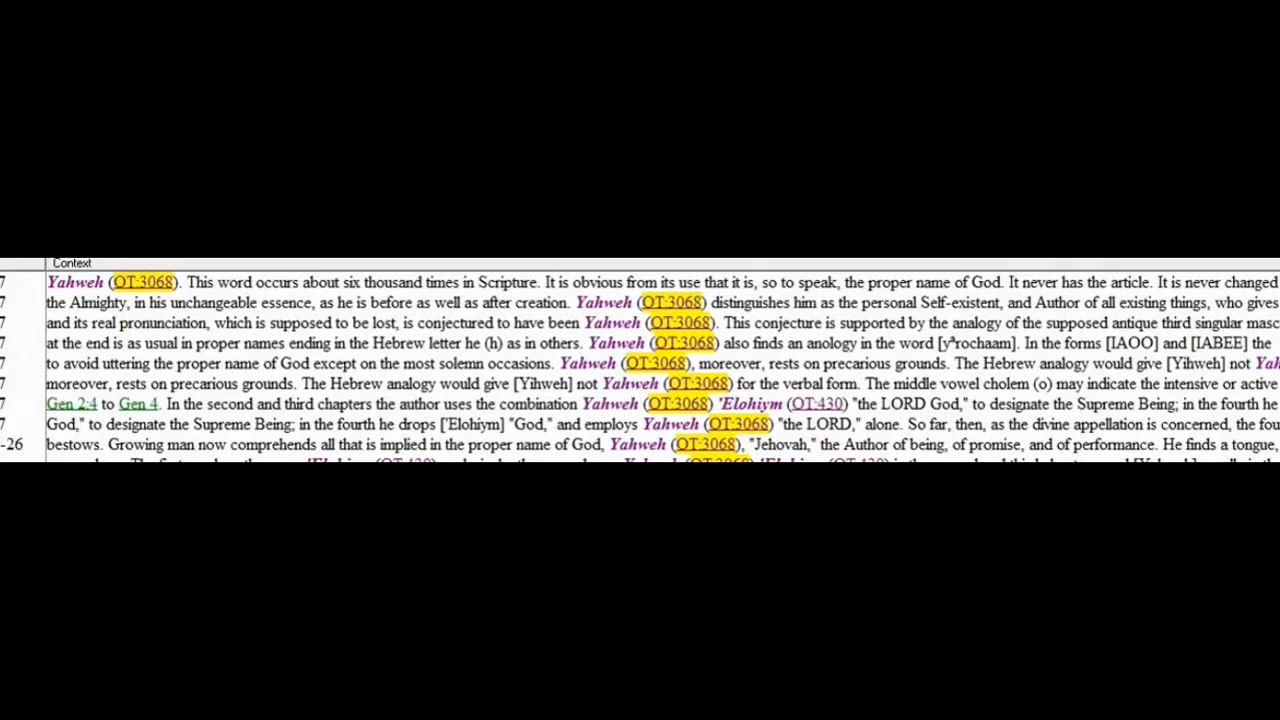 Context
7 Yahweh (OT:3068). This word occurs about six thousand times in Scripture. It is obvious from its use that it is, so to speak, the proper name of God. It never has the article. It is never changed
7 the Almighty, in his unchangeable essence, as he is before as well as after creation. Yahweh (OT:3068) distinguishes him as the personal Self-existent, and Author of all existing things, who gives
7 and its real pronunciation, which is supposed to be lost, is conjectured to have been Yahweh (OT:3068). This conjecture is supported by the analogy of the supposed antique third singular masc
7 at the end is as usual in proper names ending in the Hebrew letter he (h) as in others. Yahweh (OT:3068) also finds an anology in the word [yªrochaam]. In the forms [IAOO] and [IABEE] the
7 to avoid uttering the proper name of God except on the most solemn occasions. Yahweh (OT:3068), moreover, rests on precarious grounds. The Hebrew analogy would give [Yihweh] not Yah
7 moreover, rests on precarious grounds. The Hebrew analogy would give [Yihweh] not Yahweh (OT:3068) for the verbal form. The middle vowel cholem (o) may indicate the intensive or active
7 Gen 2:4 to Gen 4. In the second and third chapters the author uses the combination Yahweh (OT:3068) 'Elohiym (OT:430) "the LORD God," to designate the Supreme Being; in the fourth he
7 God," to designate the Supreme Being; in the fourth he drops ['Elohiym] "God," and employs Yahweh (OT:3068) "the LORD," alone. So far, then, as the divine appellation is concerned, the fou
-26 bestows. Growing man now comprehends all that is implied in the proper name of God, Yahweh (OT:3068), "Jehovah," the Author of being, of promise, and of performance. He finds a tongue,